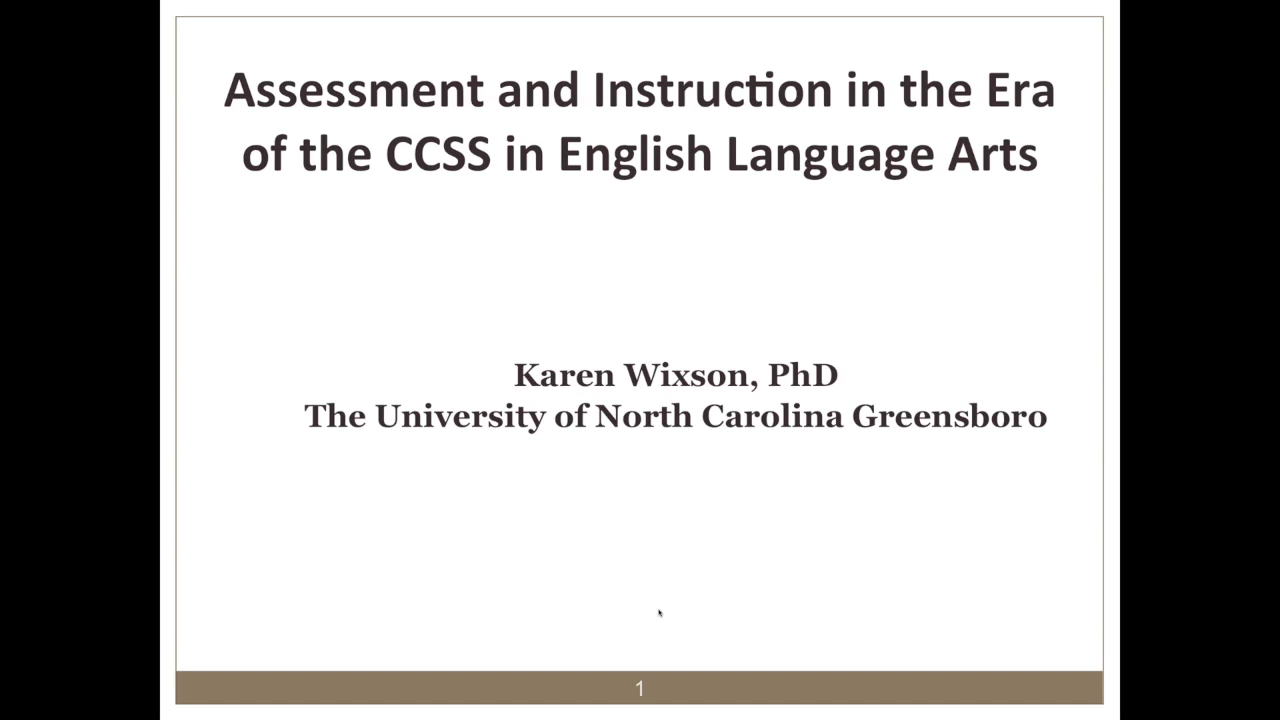 Assessment and Instruction in the Era
of the CCSS in English Language Arts
Karen Wixson, PhD
The University of North Carolina Greensboro
1